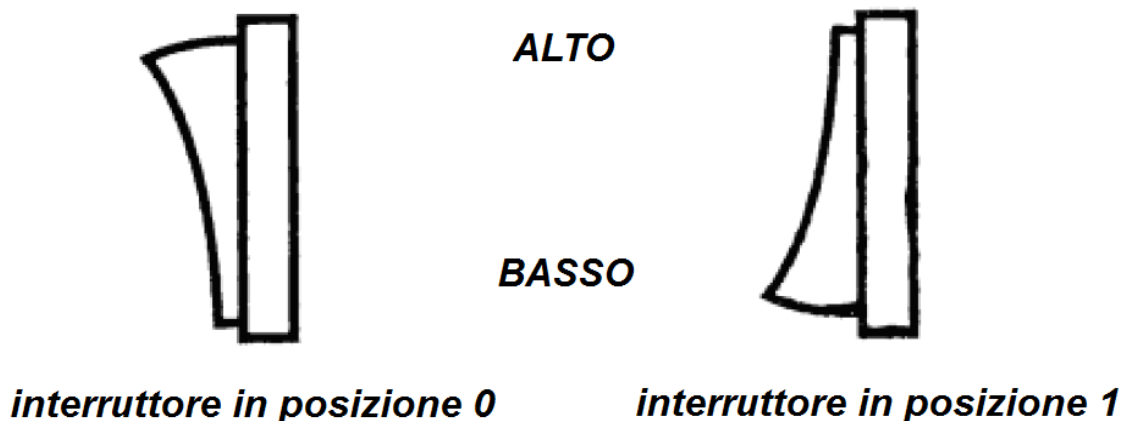 ALTO
BASSO
interruttore in posizione 0
interruttore in posizione 1